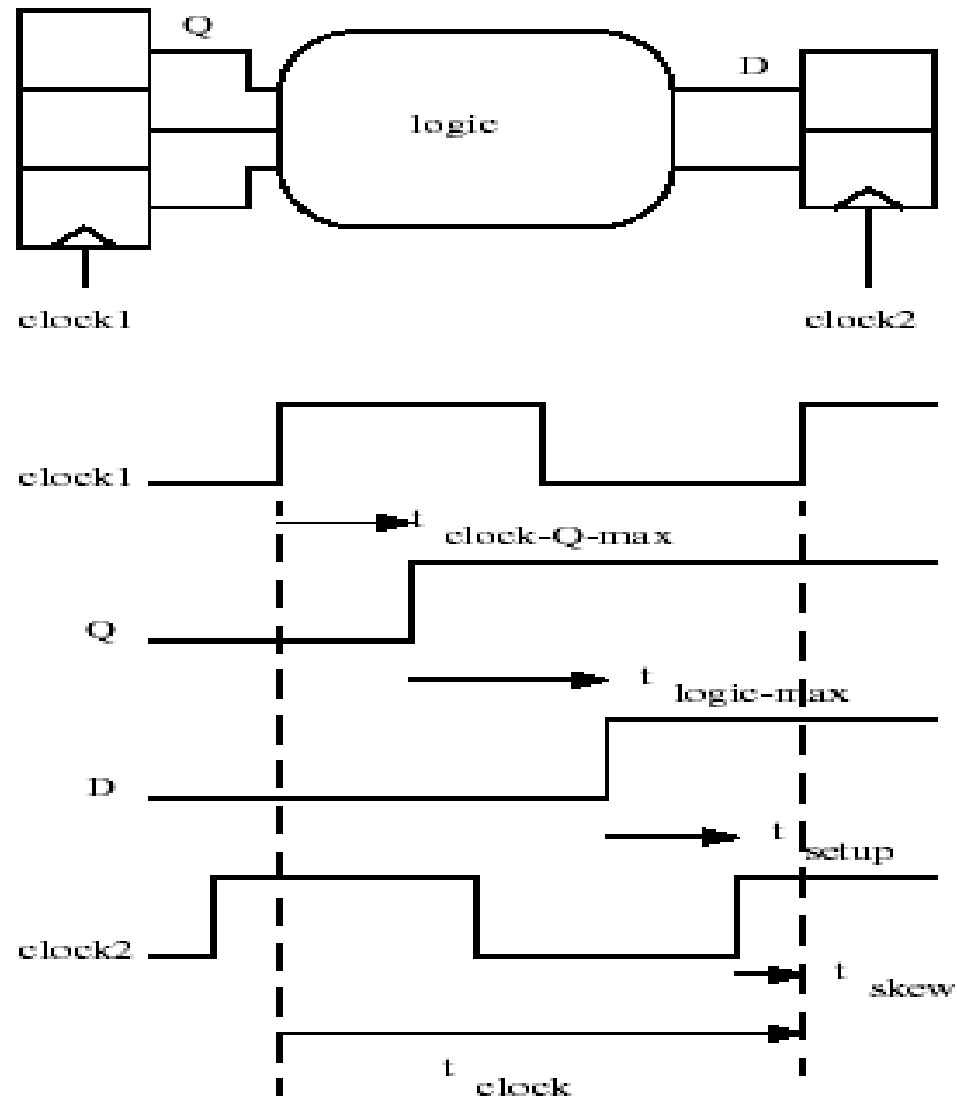 Q
D
logic
clock1
clock2
clock1
t clock-Q-max
Q
t logic-max
D
t setup
clock2
t skew
t clock